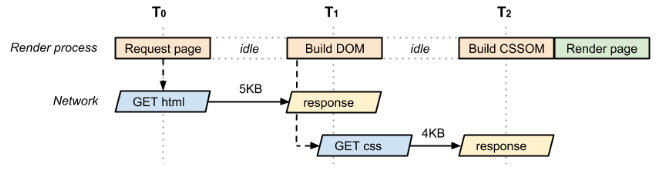 T0 T1 T2
Render process Request page idle Build DOM idle Build CSSOM Render page
5KB
Network GET html response
4KB
GET css response